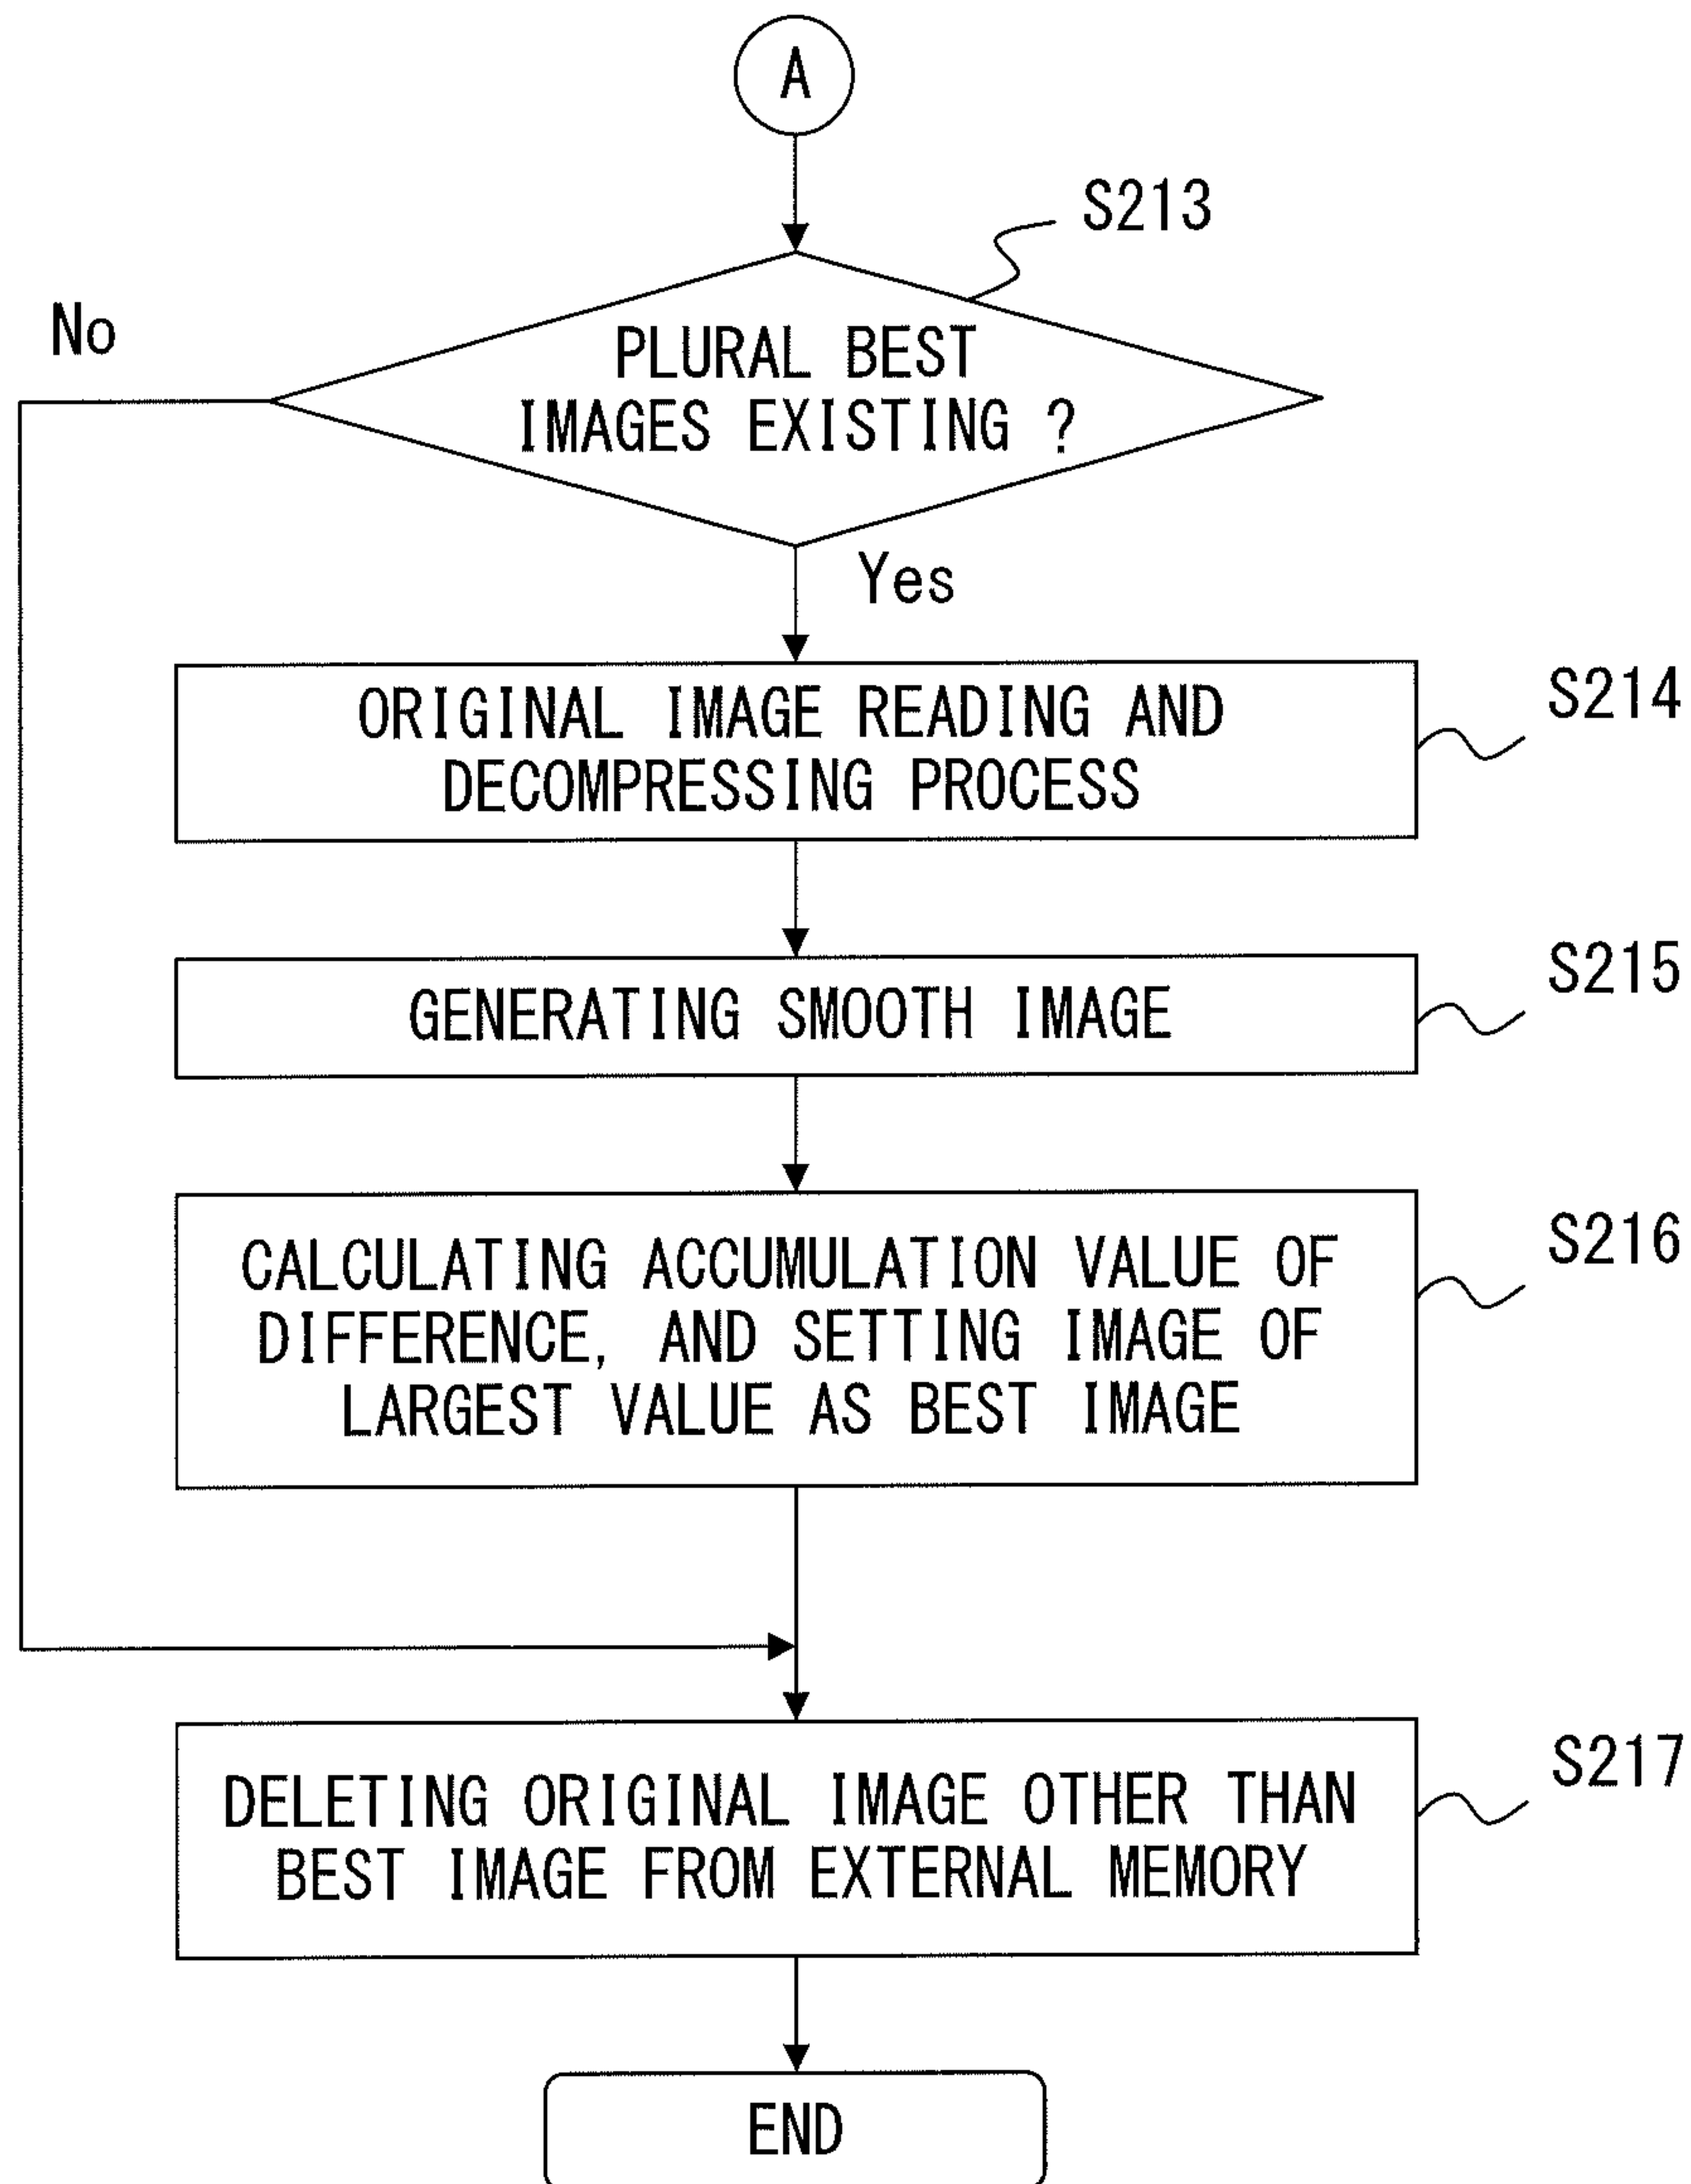 A
S213
No
PLURAL BEST
IMAGES EXISTING ?
Yes
S214
ORIGINAL IMAGE READING AND
DECOMPRESSING PROCESS
S215
GENERATING SMOOTH IMAGE
S216
CALCULATING ACCUMULATION VALUE OF
DIFFERENCE, AND SETTING IMAGE OF
LARGEST VALUE AS BEST IMAGE
S217
DELETING ORIGINAL IMAGE OTHER THAN
BEST IMAGE FROM EXTERNAL MEMORY
END